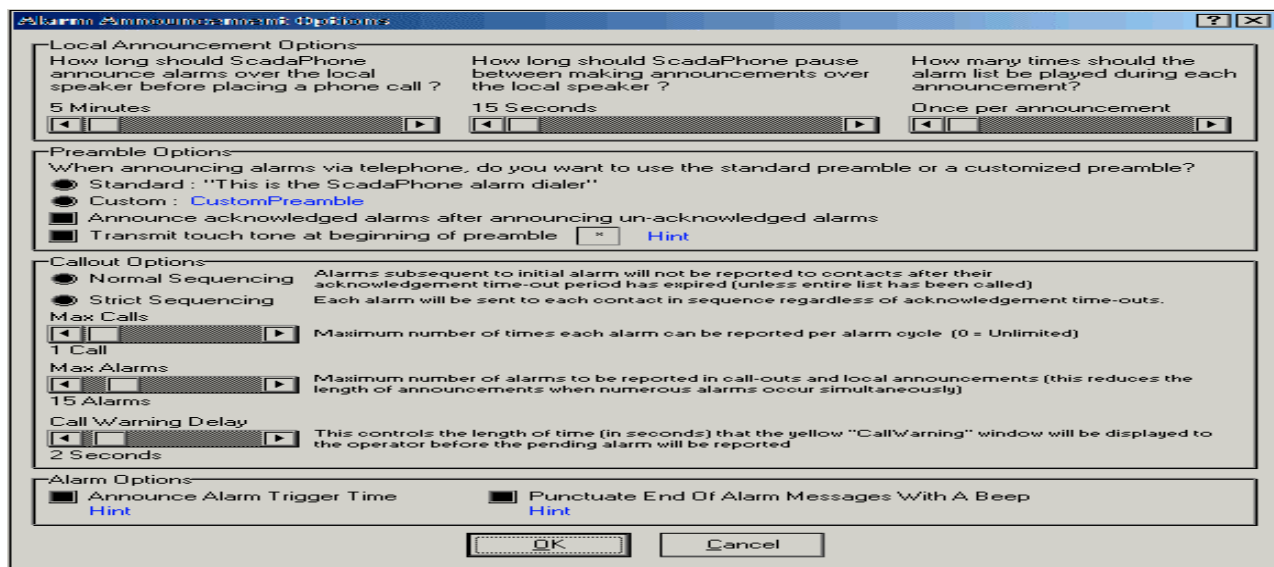 Alarm Announcement Options
Local Announcement Options
How long should ScadaPhone
announce alarms over the local
speaker before placing a phone call ?
5 Minutes
How long should ScadaPhone pause
between making announcements over
the local speaker ?
15 Seconds
How many times should the
alarm list be played during each
announcement?
Once per announcement
Preamble Options
When announcing alarms via telephone, do you want to use the standard preamble or a customized preamble?
Standard : "This is the ScadaPhone alarm dialer"
Custom : CustomPreamble
Announce acknowledged alarms after announcing un-acknowledged alarms
Transmit touch tone at beginning of preamble * Hint
Callout Options
Normal Sequencing
Alarms subsequent to initial alarm will not be reported to contacts after their
acknowledgement time-out period has expired (unless entire list has been called)
Strict Sequencing
Each alarm will be sent to each contact in sequence regardless of acknowledgement time-outs.
Max Calls
Maximum number of times each alarm can be reported per alarm cycle (0 = Unlimited)
1 Call
Max Alarms
Maximum number of alarms to be reported in call-outs and local announcements (this reduces the
length of announcements when numerous alarms occur simultaneously)
15 Alarms
Call Warning Delay
This controls the length of time (in seconds) that the yellow "CallWarning" window will be displayed to
the operator before the pending alarm will be reported
2 Seconds
Alarm Options
Announce Alarm Trigger Time
Hint
Punctuate End Of Alarm Messages With A Beep
Hint
OK
Cancel